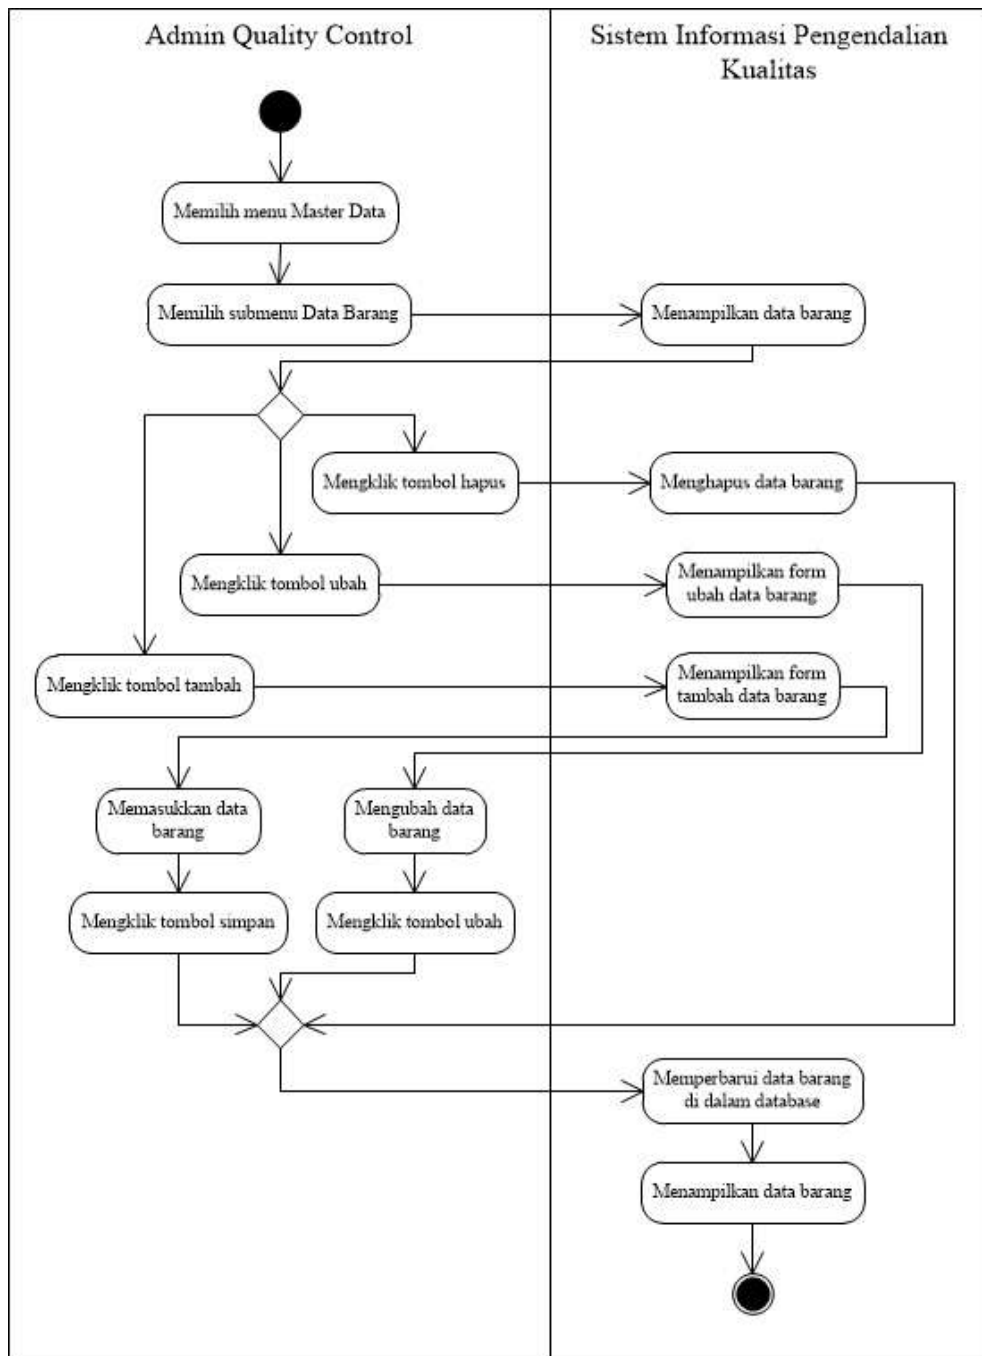 Admin Quality Control
Sistem Informasi Pengendalian
Kualitas
Memilih menu Master Data
Memilih submenu Data Barang
Menampilkan data barang
Mengklik tombol hapus
Menghapus data barang
Mengklik tombol ubah
Menampilkan form
ubah data barang
Mengklik tombol tambah
Menampilkan form
tambah data barang
Memasukkan data
barang
Mengubah data
barang
Mengklik tombol simpan
Mengklik tombol ubah
Memperbarui data barang
di dalam database
Menampilkan data barang